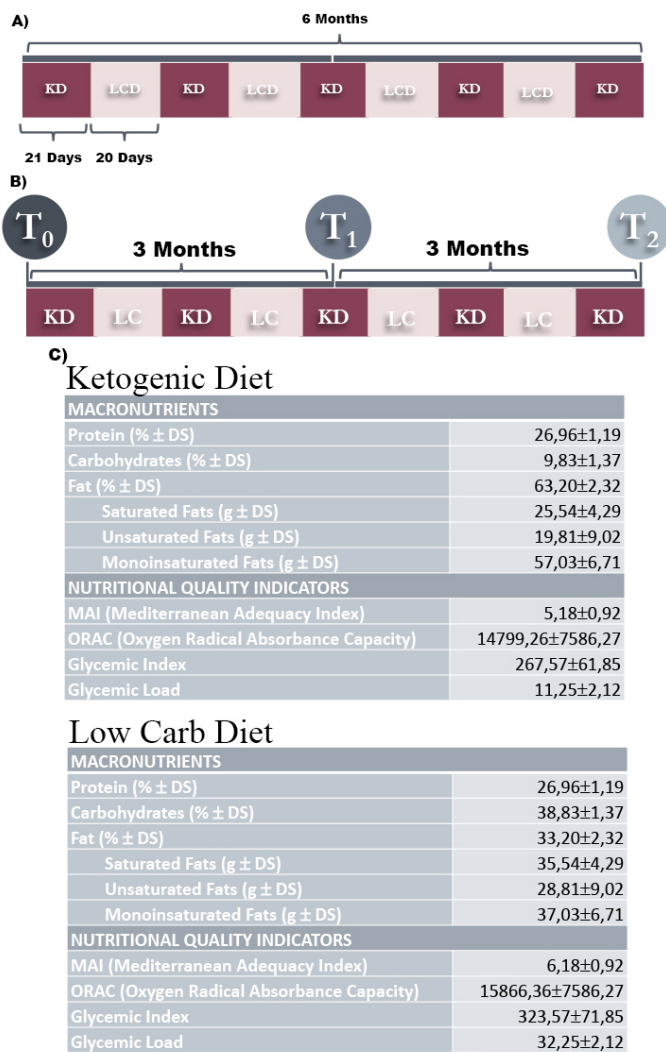 A)
6 Months
KD LCD KD LCD KD LCD KD LCD KD
21 Days 20 Days
B)
T0 T1 T2
3 Months 3 Months
KD LC KD LC KD LC KD LC KD
C)
Ketogenic Diet
MACRONUTRIENTS
Protein (% ± DS) 26,96±1,19
Carbohydrates (% ± DS) 9,83±1,37
Fat (% ± DS) 63,20±2,32
Saturated Fats (g ± DS) 25,54±4,29
Unsaturated Fats (g ± DS) 19,81±9,02
Monoinsaturated Fats (g ± DS) 57,03±6,71
NUTRITIONAL QUALITY INDICATORS
MAI (Mediterranean Adequacy Index) 5,18±0,92
ORAC (Oxygen Radical Absorbance Capacity) 14799,26±7586,27
Glycemic Index 267,57±61,85
Glycemic Load 11,25±2,12
Low Carb Diet
MACRONUTRIENTS
Protein (% ± DS) 26,96±1,19
Carbohydrates (% ± DS) 38,83±1,37
Fat (% ± DS) 33,20±2,32
Saturated Fats (g ± DS) 35,54±4,29
Unsaturated Fats (g ± DS) 28,81±9,02
Monoinsaturated Fats (g ± DS) 37,03±6,71
NUTRITIONAL QUALITY INDICATORS
MAI (Mediterranean Adequacy Index) 6,18±0,92
ORAC (Oxygen Radical Absorbance Capacity) 15866,36±7586,27
Glycemic Index 323,57±71,85
Glycemic Load 32,25±2,12